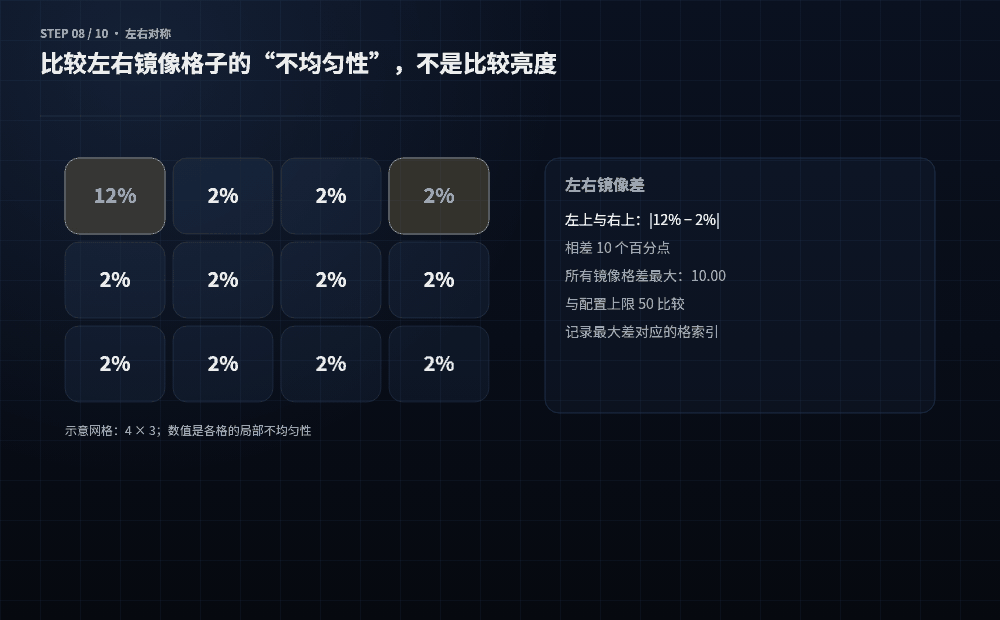 STEP 08 / 10 · 左右对称
比较左右镜像格子的“不均匀性”，不是比较亮度
12% 2% 2% 2%
2% 2% 2% 2%
2% 2% 2% 2%
示意网格：4 × 3；数值是各格的局部不均匀性
左右镜像差
左上与右上：|12% − 2%|
相差 10 个百分点
所有镜像格差最大：10.00
与配置上限 50 比较
记录最大差对应的格索引